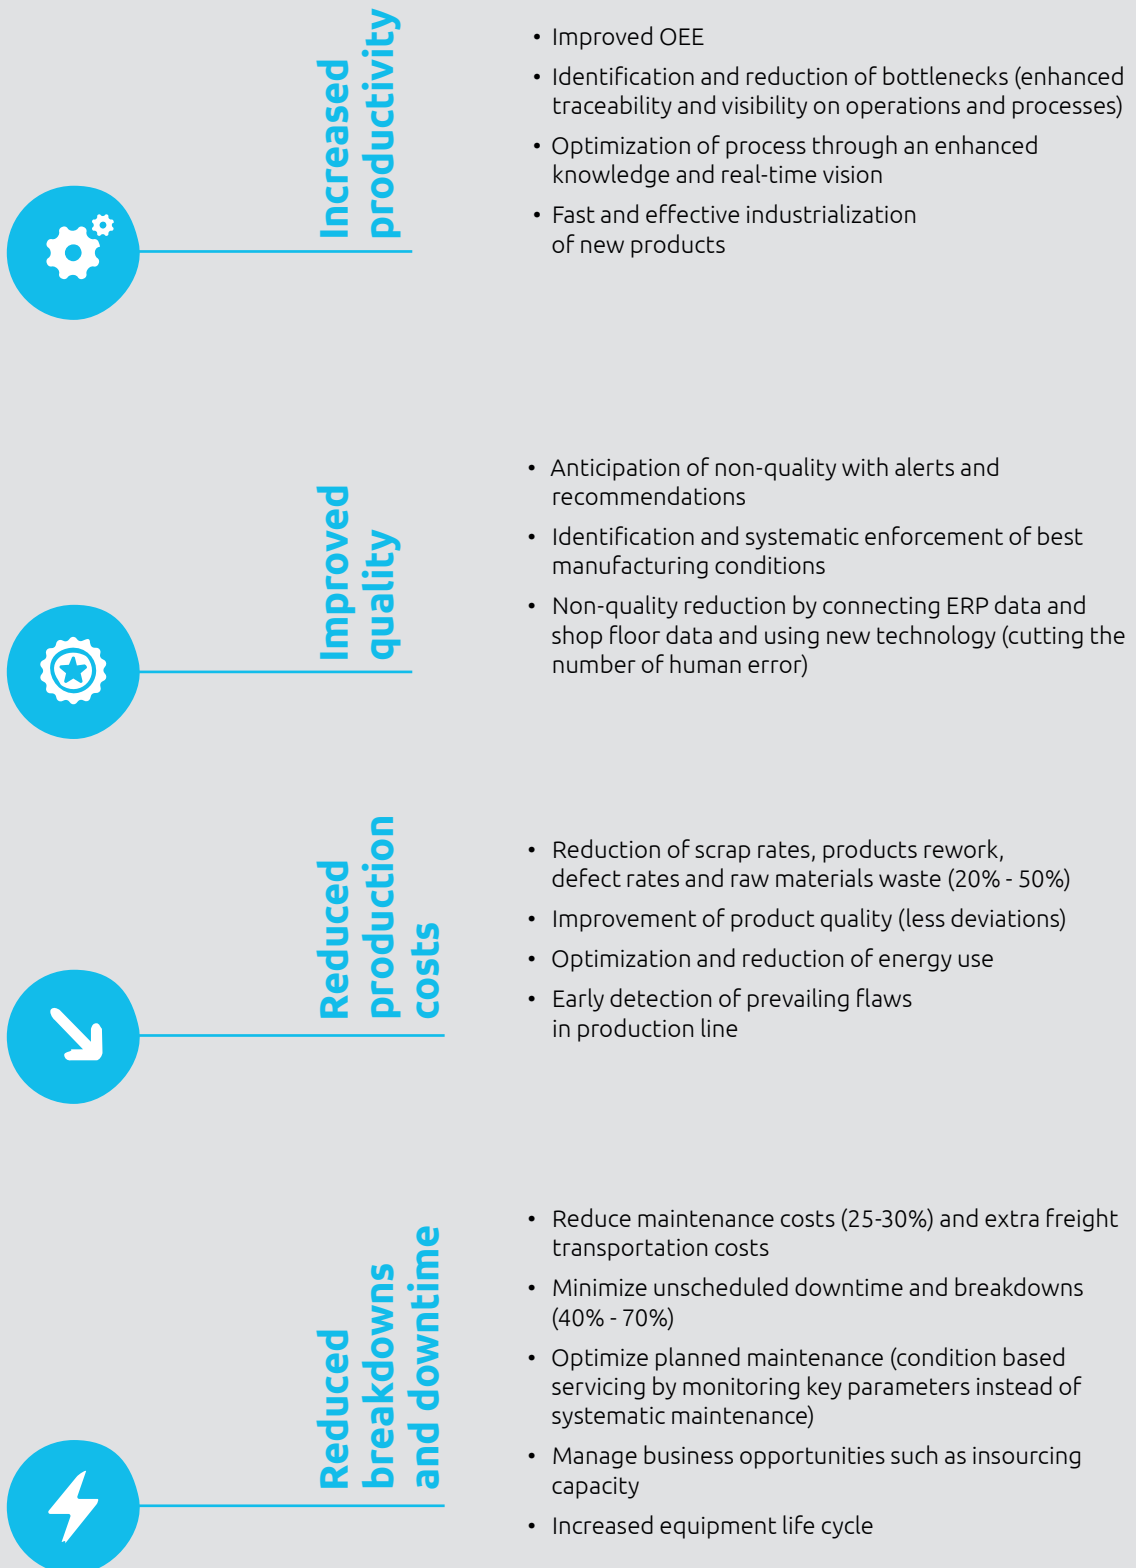 Increased
productivity
• Improved OEE
• Identification and reduction of bottlenecks (enhanced
traceability and visibility on operations and processes)
• Optimization of process through an enhanced
knowledge and real-time vision
• Fast and effective industrialization
of new products
Improved
quality
• Anticipation of non-quality with alerts and
recommendations
• Identification and systematic enforcement of best
manufacturing conditions
• Non-quality reduction by connecting ERP data and
shop floor data and using new technology (cutting the
number of human error)
Reduced
production
costs
• Reduction of scrap rates, products rework,
defect rates and raw materials waste (20% - 50%)
• Improvement of product quality (less deviations)
• Optimization and reduction of energy use
• Early detection of prevailing flaws
in production line
Reduced
breakdowns
and downtime
• Reduce maintenance costs (25-30%) and extra freight
transportation costs
• Minimize unscheduled downtime and breakdowns
(40% - 70%)
• Optimize planned maintenance (condition based
servicing by monitoring key parameters instead of
systematic maintenance)
• Manage business opportunities such as insourcing
capacity
• Increased equipment life cycle